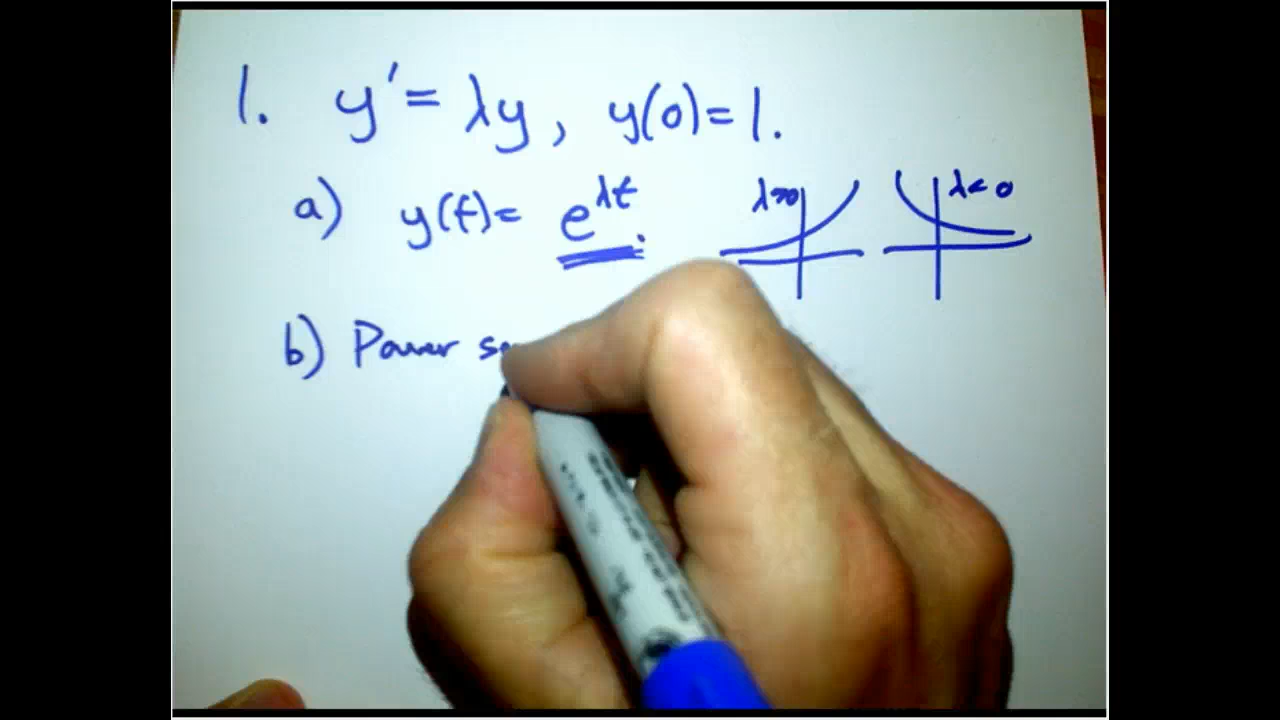 1. y' = λy, y(0) = 1.
λ>0
λ<0
a) y(t) = e^λt.
b) Power